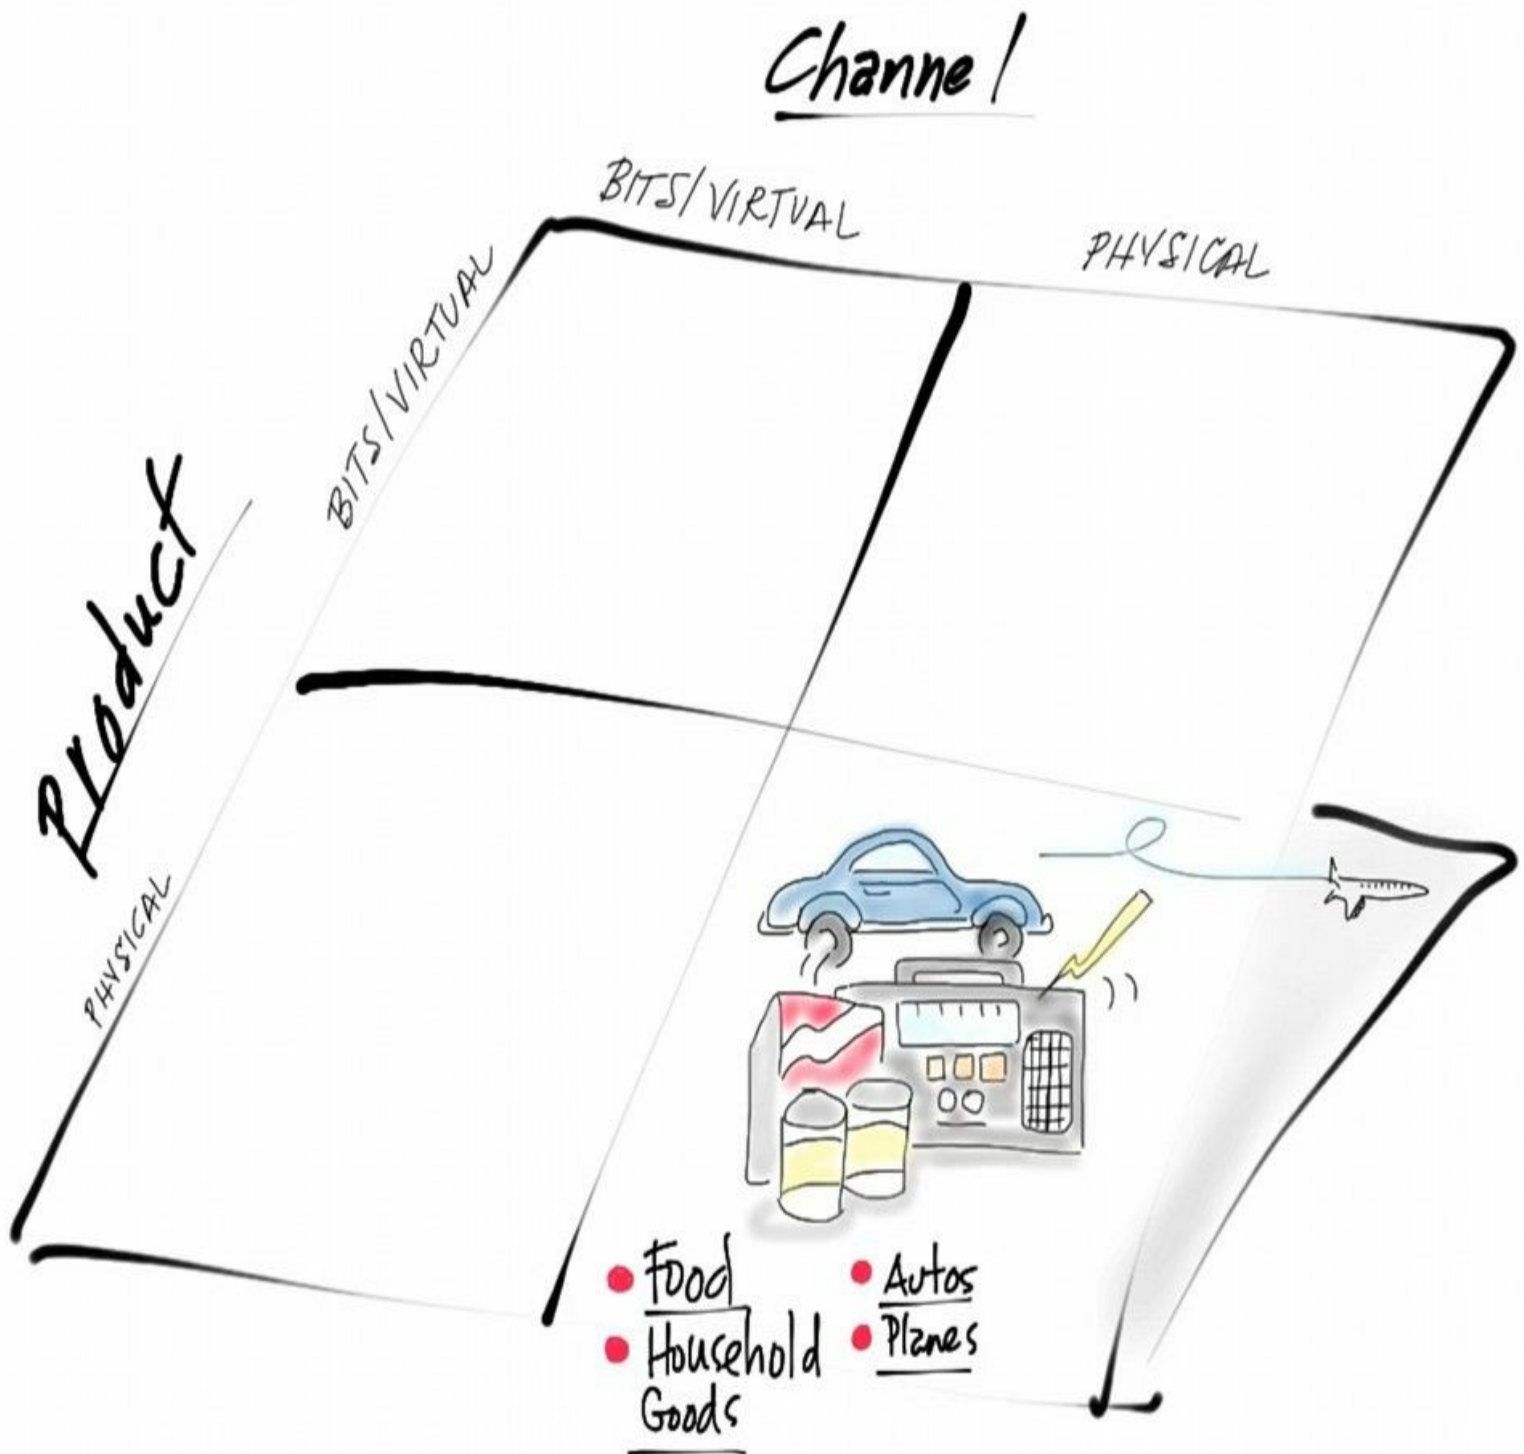 Channel
BITS/VIRTUAL
PHYSICAL
Product
BITS/VIRTUAL
PHYSICAL
• Food
• Household
Goods
• Autos
• Planes